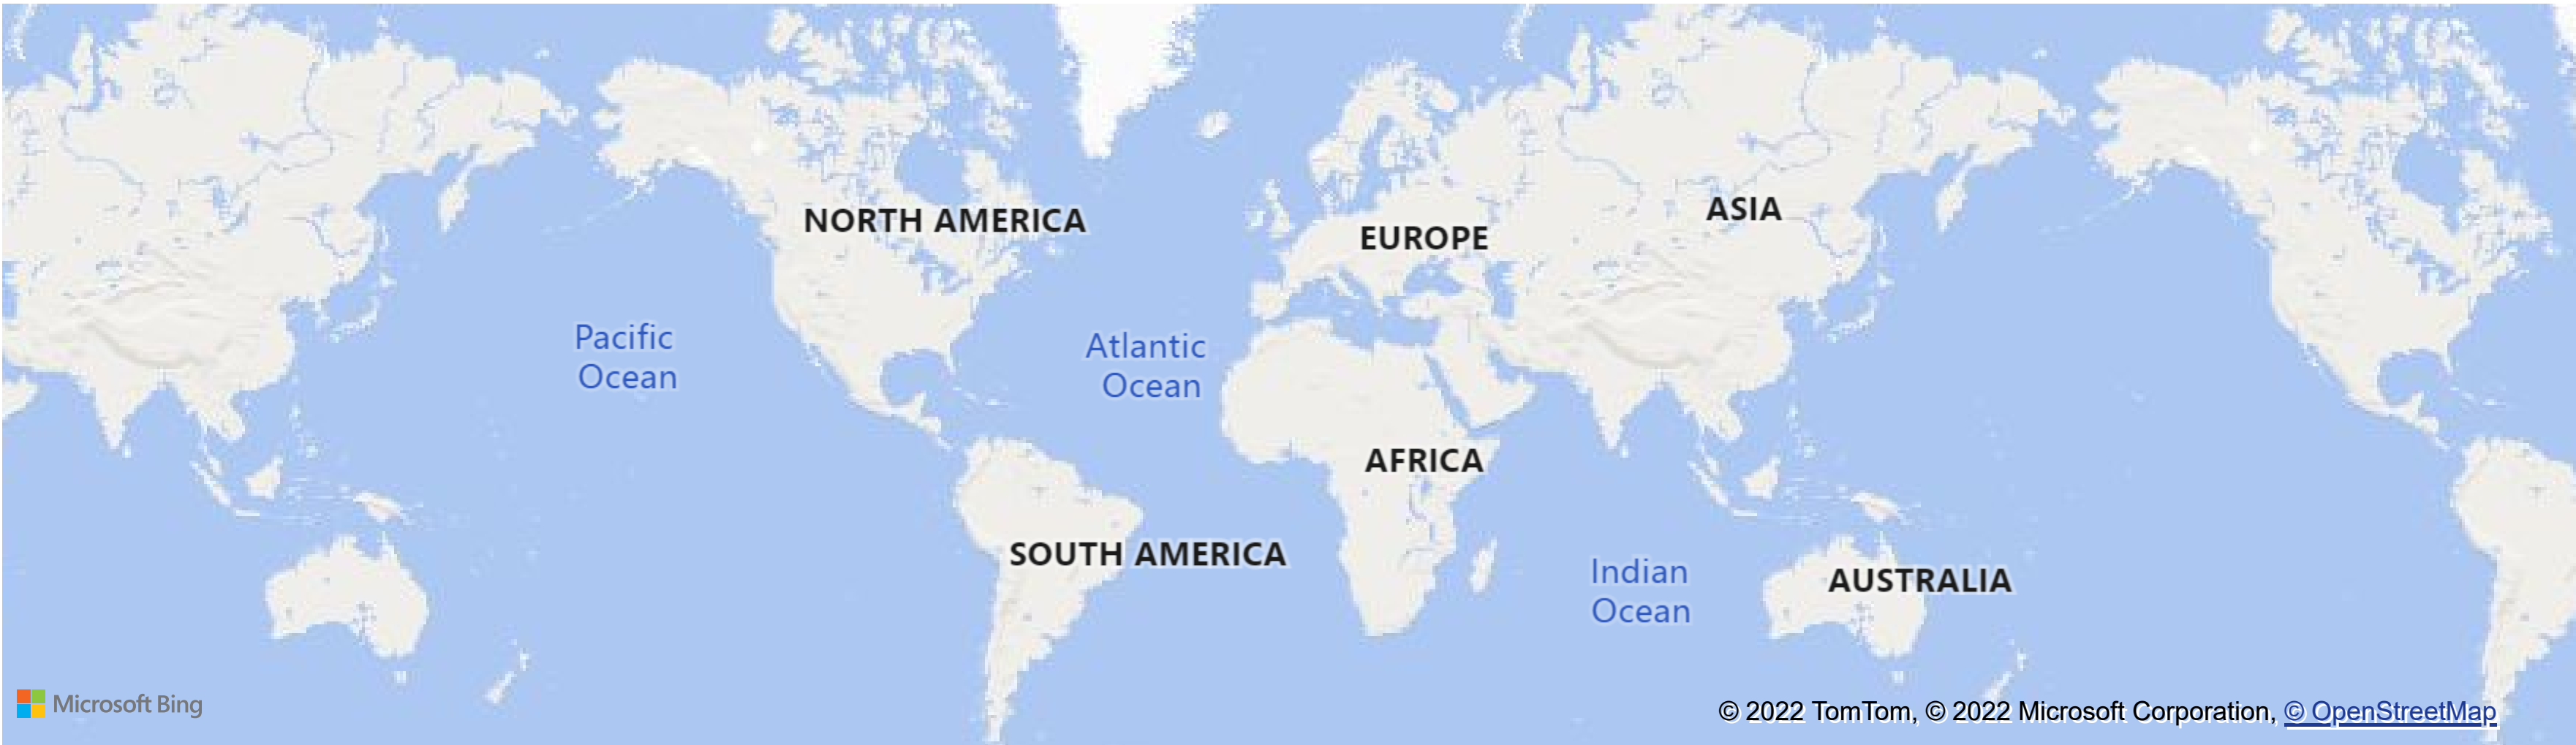 NORTH AMERICA
ASIA
EUROPE
Pacific
Ocean
Atlantic
Ocean
AFRICA
SOUTH AMERICA
Indian
Ocean
AUSTRALIA
Microsoft Bing
© 2022 TomTom, © 2022 Microsoft Corporation, © OpenStreetMap